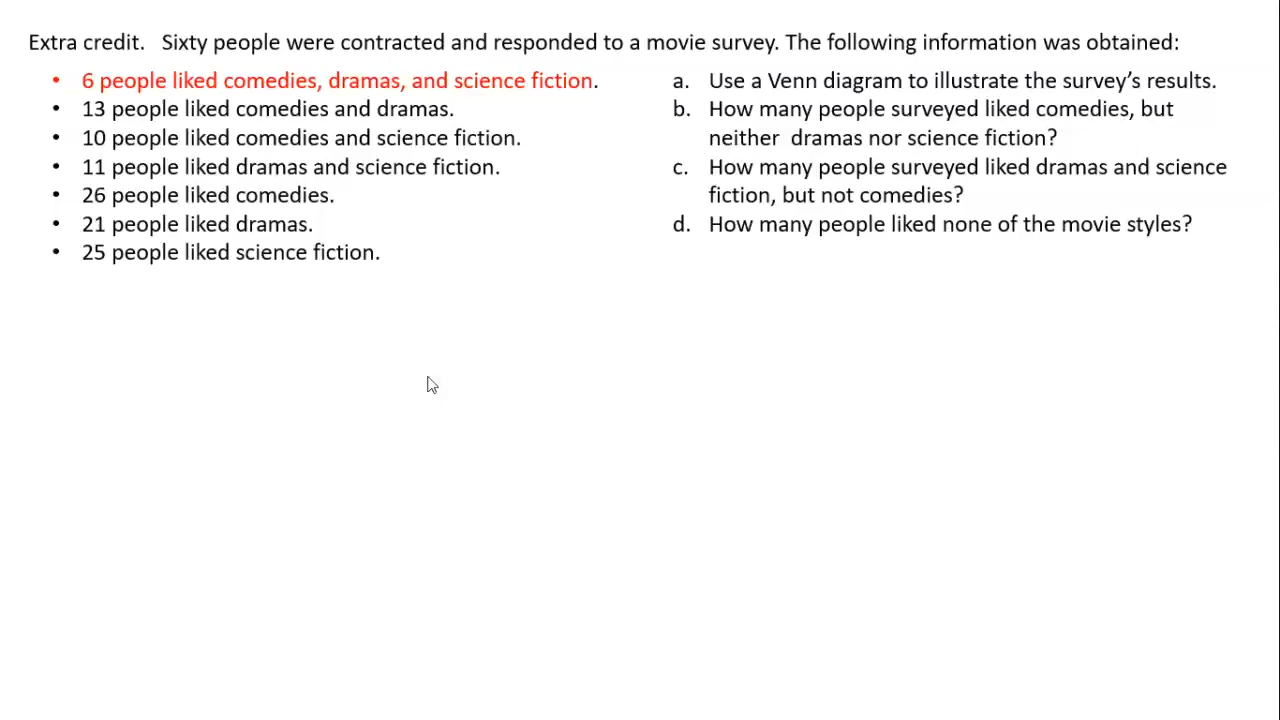 Extra credit. Sixty people were contracted and responded to a movie survey. The following information was obtained:
• 6 people liked comedies, dramas, and science fiction.
• 13 people liked comedies and dramas.
• 10 people liked comedies and science fiction.
• 11 people liked dramas and science fiction.
• 26 people liked comedies.
• 21 people liked dramas.
• 25 people liked science fiction.
a. Use a Venn diagram to illustrate the survey’s results.
b. How many people surveyed liked comedies, but
neither dramas nor science fiction?
c. How many people surveyed liked dramas and science
fiction, but not comedies?
d. How many people liked none of the movie styles?